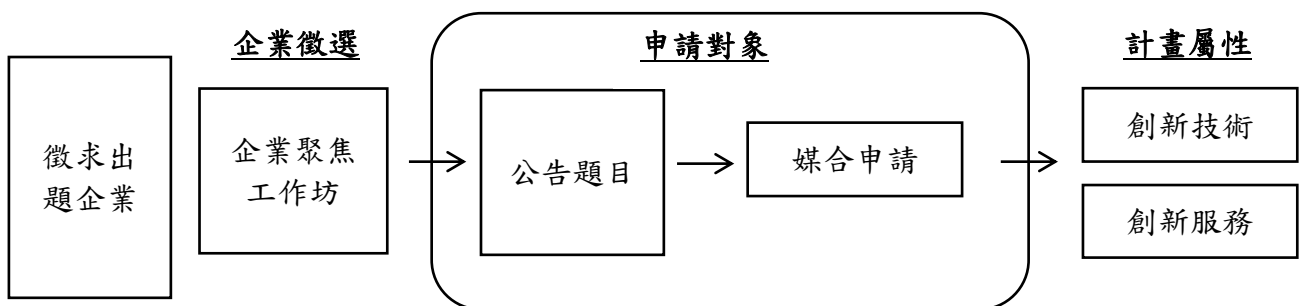 企業徵選
申請對象
計畫屬性
徵求出
題企業
企業聚焦
工作坊
公告題目
媒合申請
創新技術
創新服務